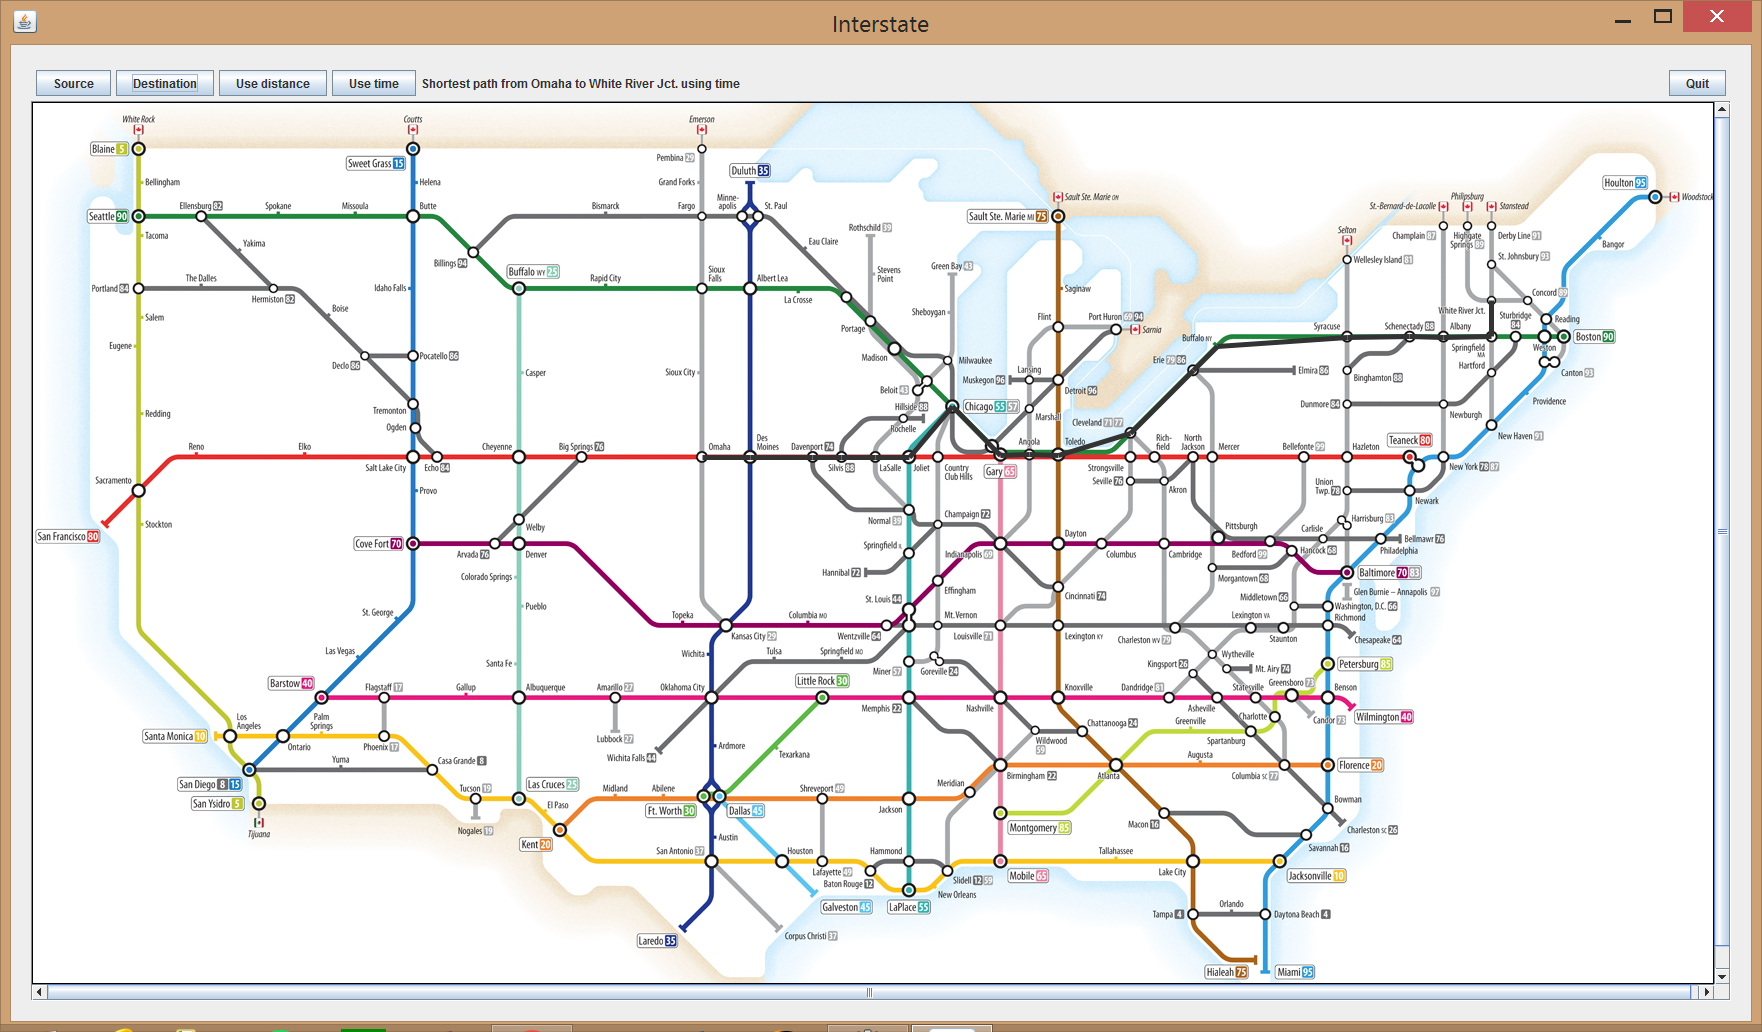 Interstate
Source
Destination
Use distance
Use time
Shortest path from Omaha to White River Jct. using time
Quit
White Rock
Coutts
Emerson
Blaine 5
Sweet Grass 15
Pembina 29
Duluth 35
Bellingham
Helena
Grand Forks
Houlton 95
Woodstock
Seattle 90
Ellensburg 82
Spokane
Missoula
Butte
Bismarck
Fargo
Minne-
apolis
St. Paul
Sault Ste. Marie MI 75
Sault Ste. Marie ON
St.-Bernard-de-Lacolle
Philipsburg
Stanstead
Tacoma
Yakima
Billings 94
Eau Claire
Rothschild 39
Selton
Champlain 87
Highgate
Springs 89
Derby Line 91
Bangor
Portland 84
The Dalles
Hermiston 82
Idaho Falls
Buffalo WY 25
Rapid City
Sioux
Falls
Albert Lea
La Crosse
Stevens
Point
Green Bay 43
Saginaw
Wellesley Island 81
St. Johnsbury 93
Concord 89
Salem
Boise
Portage
Sheboygan
Flint
Port Huron 69 94
Sarnia
White River Jct.
Sturbridge
84
Reading
Eugene
Declo 86
Pocatello 86
Madison
Milwaukee
Buffalo NY
Syracuse
Schenectady 88
Albany
Springfield
MA
Weston
Boston 90
Casper
Sioux City
Beloit 43
Muskegon 96
Lansing
Detroit 96
Erie 79 86
Elmira 86
Binghamton 88
Hartford
Canton 93
Redding
Tremonton
Ogden
Hillside 88
Rochelle
Chicago 55 57
Marshall
Cleveland 71 77
Dunmore 84
Newburgh
Providence
New Haven 91
Reno
Elko
Salt Lake City
Echo 84
Cheyenne
Big Springs 76
Omaha
Des
Moines
Davenport 74
Silvis 88
LaSalle
Joliet
Country
Club Hills
Gary 65
Angola
Toledo
Strongsville
Rich-
field
North
Jackson
Mercer
Bellefonte 99
Hazleton
Teaneck 80
New York 78 87
Sacramento
Provo
Seville 76
Akron
Union
Twp. 78
Newark
San Francisco 80
Stockton
Welby
Normal 39
Champaign 72
Pittsburgh
Carlisle
Harrisburg 83
Cove Fort 70
Arvada 76
Denver
Springfield IL
Indianapolis 69
Dayton
Columbus
Cambridge
Bedford 99
Hancock 68
Philadelphia
Bellmawr 76
Colorado Springs
Hannibal 72
Effingham
Morgantown 68
Baltimore 70 83
Glen Burnie – Annapolis 97
St. George
Pueblo
Topeka
Columbia MO
St. Louis 44
Mt. Vernon
Cincinnati 74
Middletown 66
Washington, D.C. 66
Kansas City 29
Wentzville 64
Louisville 71
Lexington KY
Charleston WV 79
Lexington VA
Staunton
Richmond
Chesapeake 64
Las Vegas
Santa Fe
Wichita
Tulsa
Springfield MO
Miner 57
Goreville 24
Kingsport 26
Wytheville
Mt. Airy 74
Petersburg 85
Barstow 40
Flagstaff 17
Gallup
Albuquerque
Amarillo 27
Oklahoma City
Little Rock 30
Memphis 22
Nashville
Knoxville
Dandridge 81
Asheville
Statesville
Greensboro 73
Benson
Wilmington 40
Los
Angeles
Palm
Springs
Santa Monica 10
Ontario
Phoenix 17
Lubbock 27
Wichita Falls 44
Ardmore
Texarkana
Wildwood
59
Chattanooga 24
Greenville
Spartanburg
Charlotte
Candor 73
San Diego 8 15
Yuma
Casa Grande 8
Birmingham 22
Atlanta
Augusta
Columbia SC 77
Florence 20
San Ysidro 5
Tijuana
Tucson 19
Nogales 19
Las Cruces 25
El Paso
Midland
Abilene
Ft. Worth 30
Dallas 45
Shreveport 49
Jackson
Meridian
Montgomery 85
Macon 16
Bowman
Charleston SC 26
Kent 20
Austin
San Antonio 37
Houston
Lafayette 49
Baton Rouge 12
Hammond
Slidell 12 59
New Orleans
Mobile 65
Tallahassee
Lake City
Savannah 16
Jacksonville 10
Laredo 35
Corpus Christi 37
Galveston 45
LaPlace 55
Tampa 4
Orlando
Daytona Beach 4
Hialeah 75
Miami 95